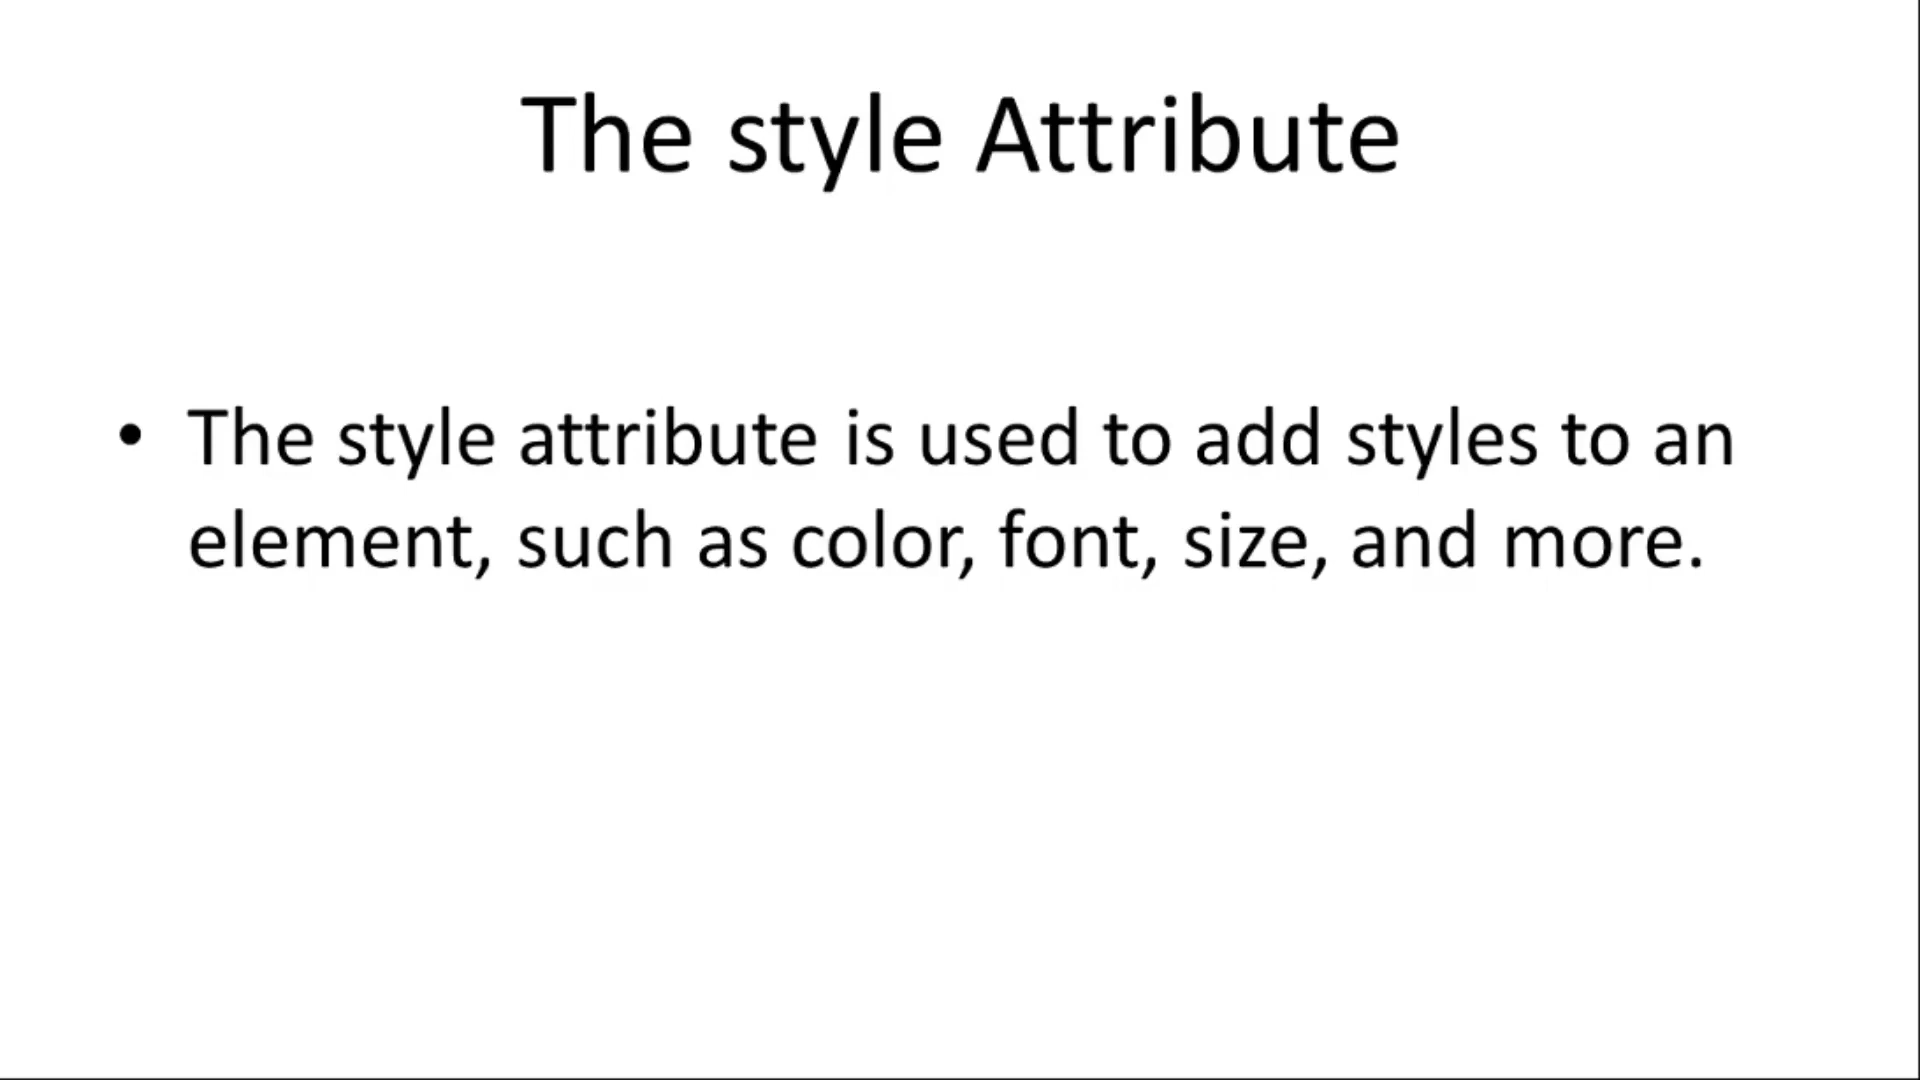 The style Attribute
• The style attribute is used to add styles to an
element, such as color, font, size, and more.